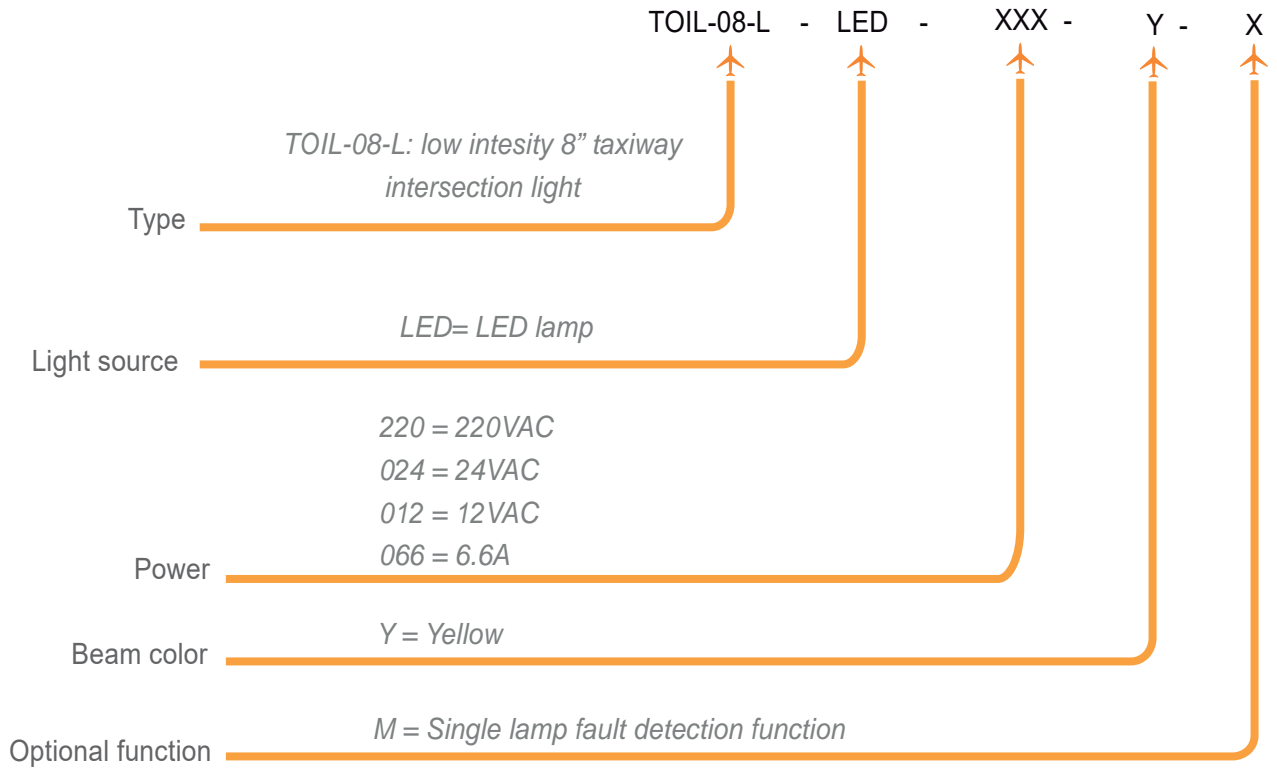 TOIL-08-L - LED - XXX - Y - X
TOIL-08-L: low intesity 8” taxiway
intersection light
Type
LED= LED lamp
Light source
220 = 220VAC
024 = 24VAC
012 = 12VAC
066 = 6.6A
Power
Y = Yellow
Beam color
M = Single lamp fault detection function
Optional function